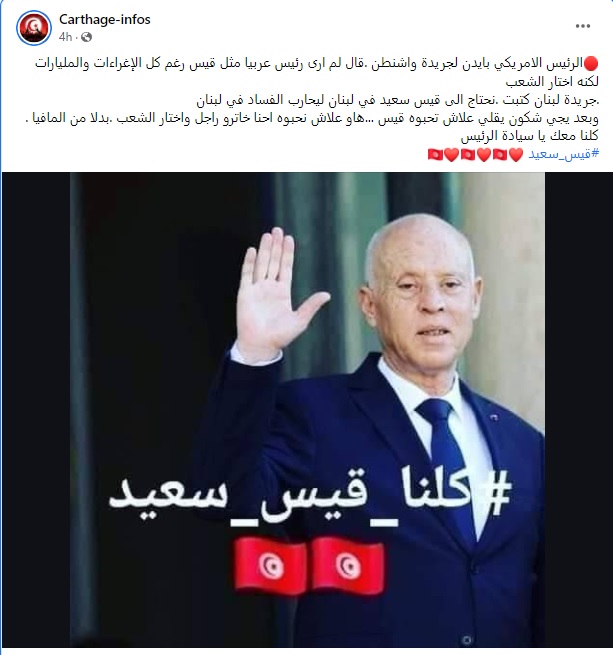 Carthage-infos
4h
🔴الرئيس الامريكي بايدن لجريدة واشنطن .قال لم ارى رئيس عربيا مثل قيس رغم كل الإغراءات والمليارات
لكنه اختار الشعب
.جريدة لبنان كتبت .نحتاج الى قيس سعيد في لبنان ليحارب الفساد في لبنان
وبعد يجي شكون يقلي علاش تحبوه قيس ...هاو علاش نحبوه احنا خاترو راجل واختار الشعب .بدلا من المافيا .
كلنا معك يا سيادة الرئيس
#قيس_سعيد ❤️🇹🇳❤️🇹🇳❤️🇹🇳
#كلنا_قيس_سعيد